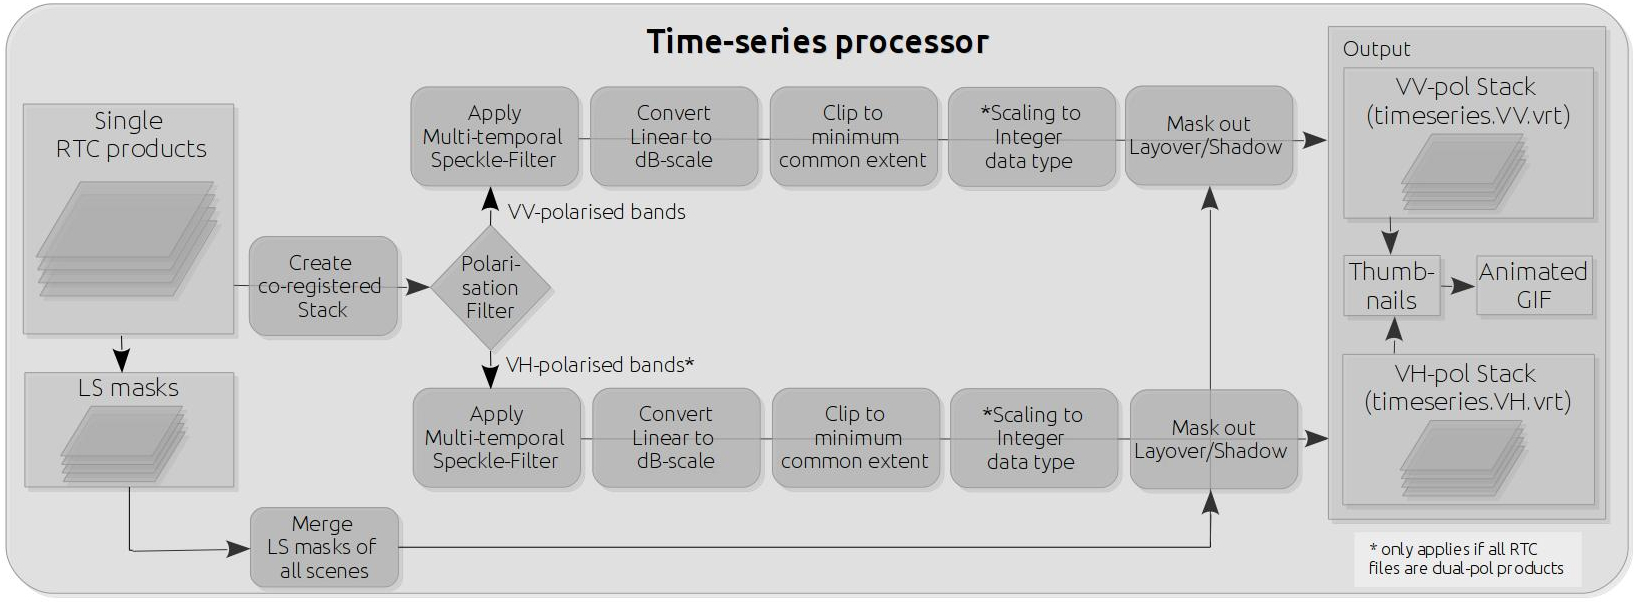 Time-series processor
Single
RTC products
LS masks
Create
co-registered
Stack
Merge
LS masks of
all scenes
Polari-
sation
Filter
VV-polarised bands
VH-polarised bands*
Apply
Multi-temporal
Speckle-Filter
Convert
Linear to
dB-scale
Clip to
minimum
common extent
*Scaling to
Integer
data type
Mask out
Layover/Shadow
Apply
Multi-temporal
Speckle-Filter
Convert
Linear to
dB-scale
Clip to
minimum
common extent
*Scaling to
Integer
data type
Mask out
Layover/Shadow
Output
VV-pol Stack
(timeseries.VV.vrt)
Thumb-
nails
Animated
GIF
VH-pol Stack
(timeseries.VH.vrt)
* only applies if all RTC
files are dual-pol products